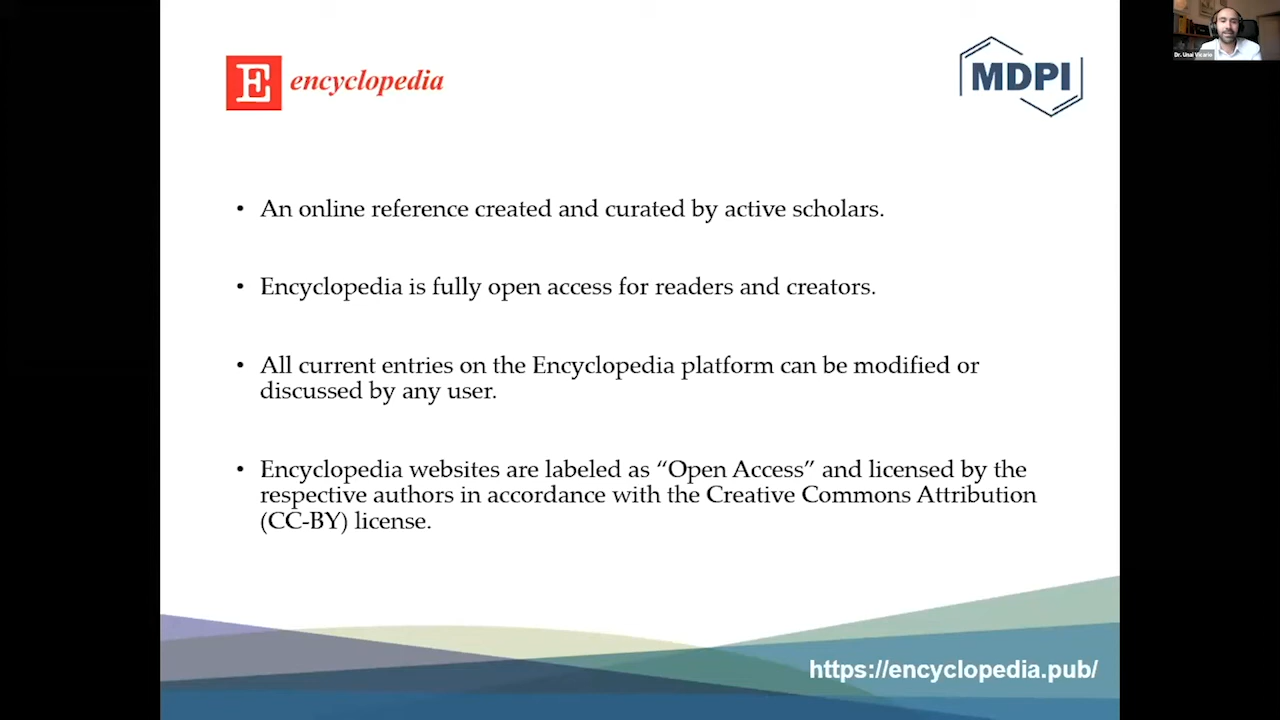 E encyclopedia
MDPI
Dr. Unai Vicario
• An online reference created and curated by active scholars.
• Encyclopedia is fully open access for readers and creators.
• All current entries on the Encyclopedia platform can be modified or
discussed by any user.
• Encyclopedia websites are labeled as “Open Access” and licensed by the
respective authors in accordance with the Creative Commons Attribution
(CC-BY) license.
https://encyclopedia.pub/